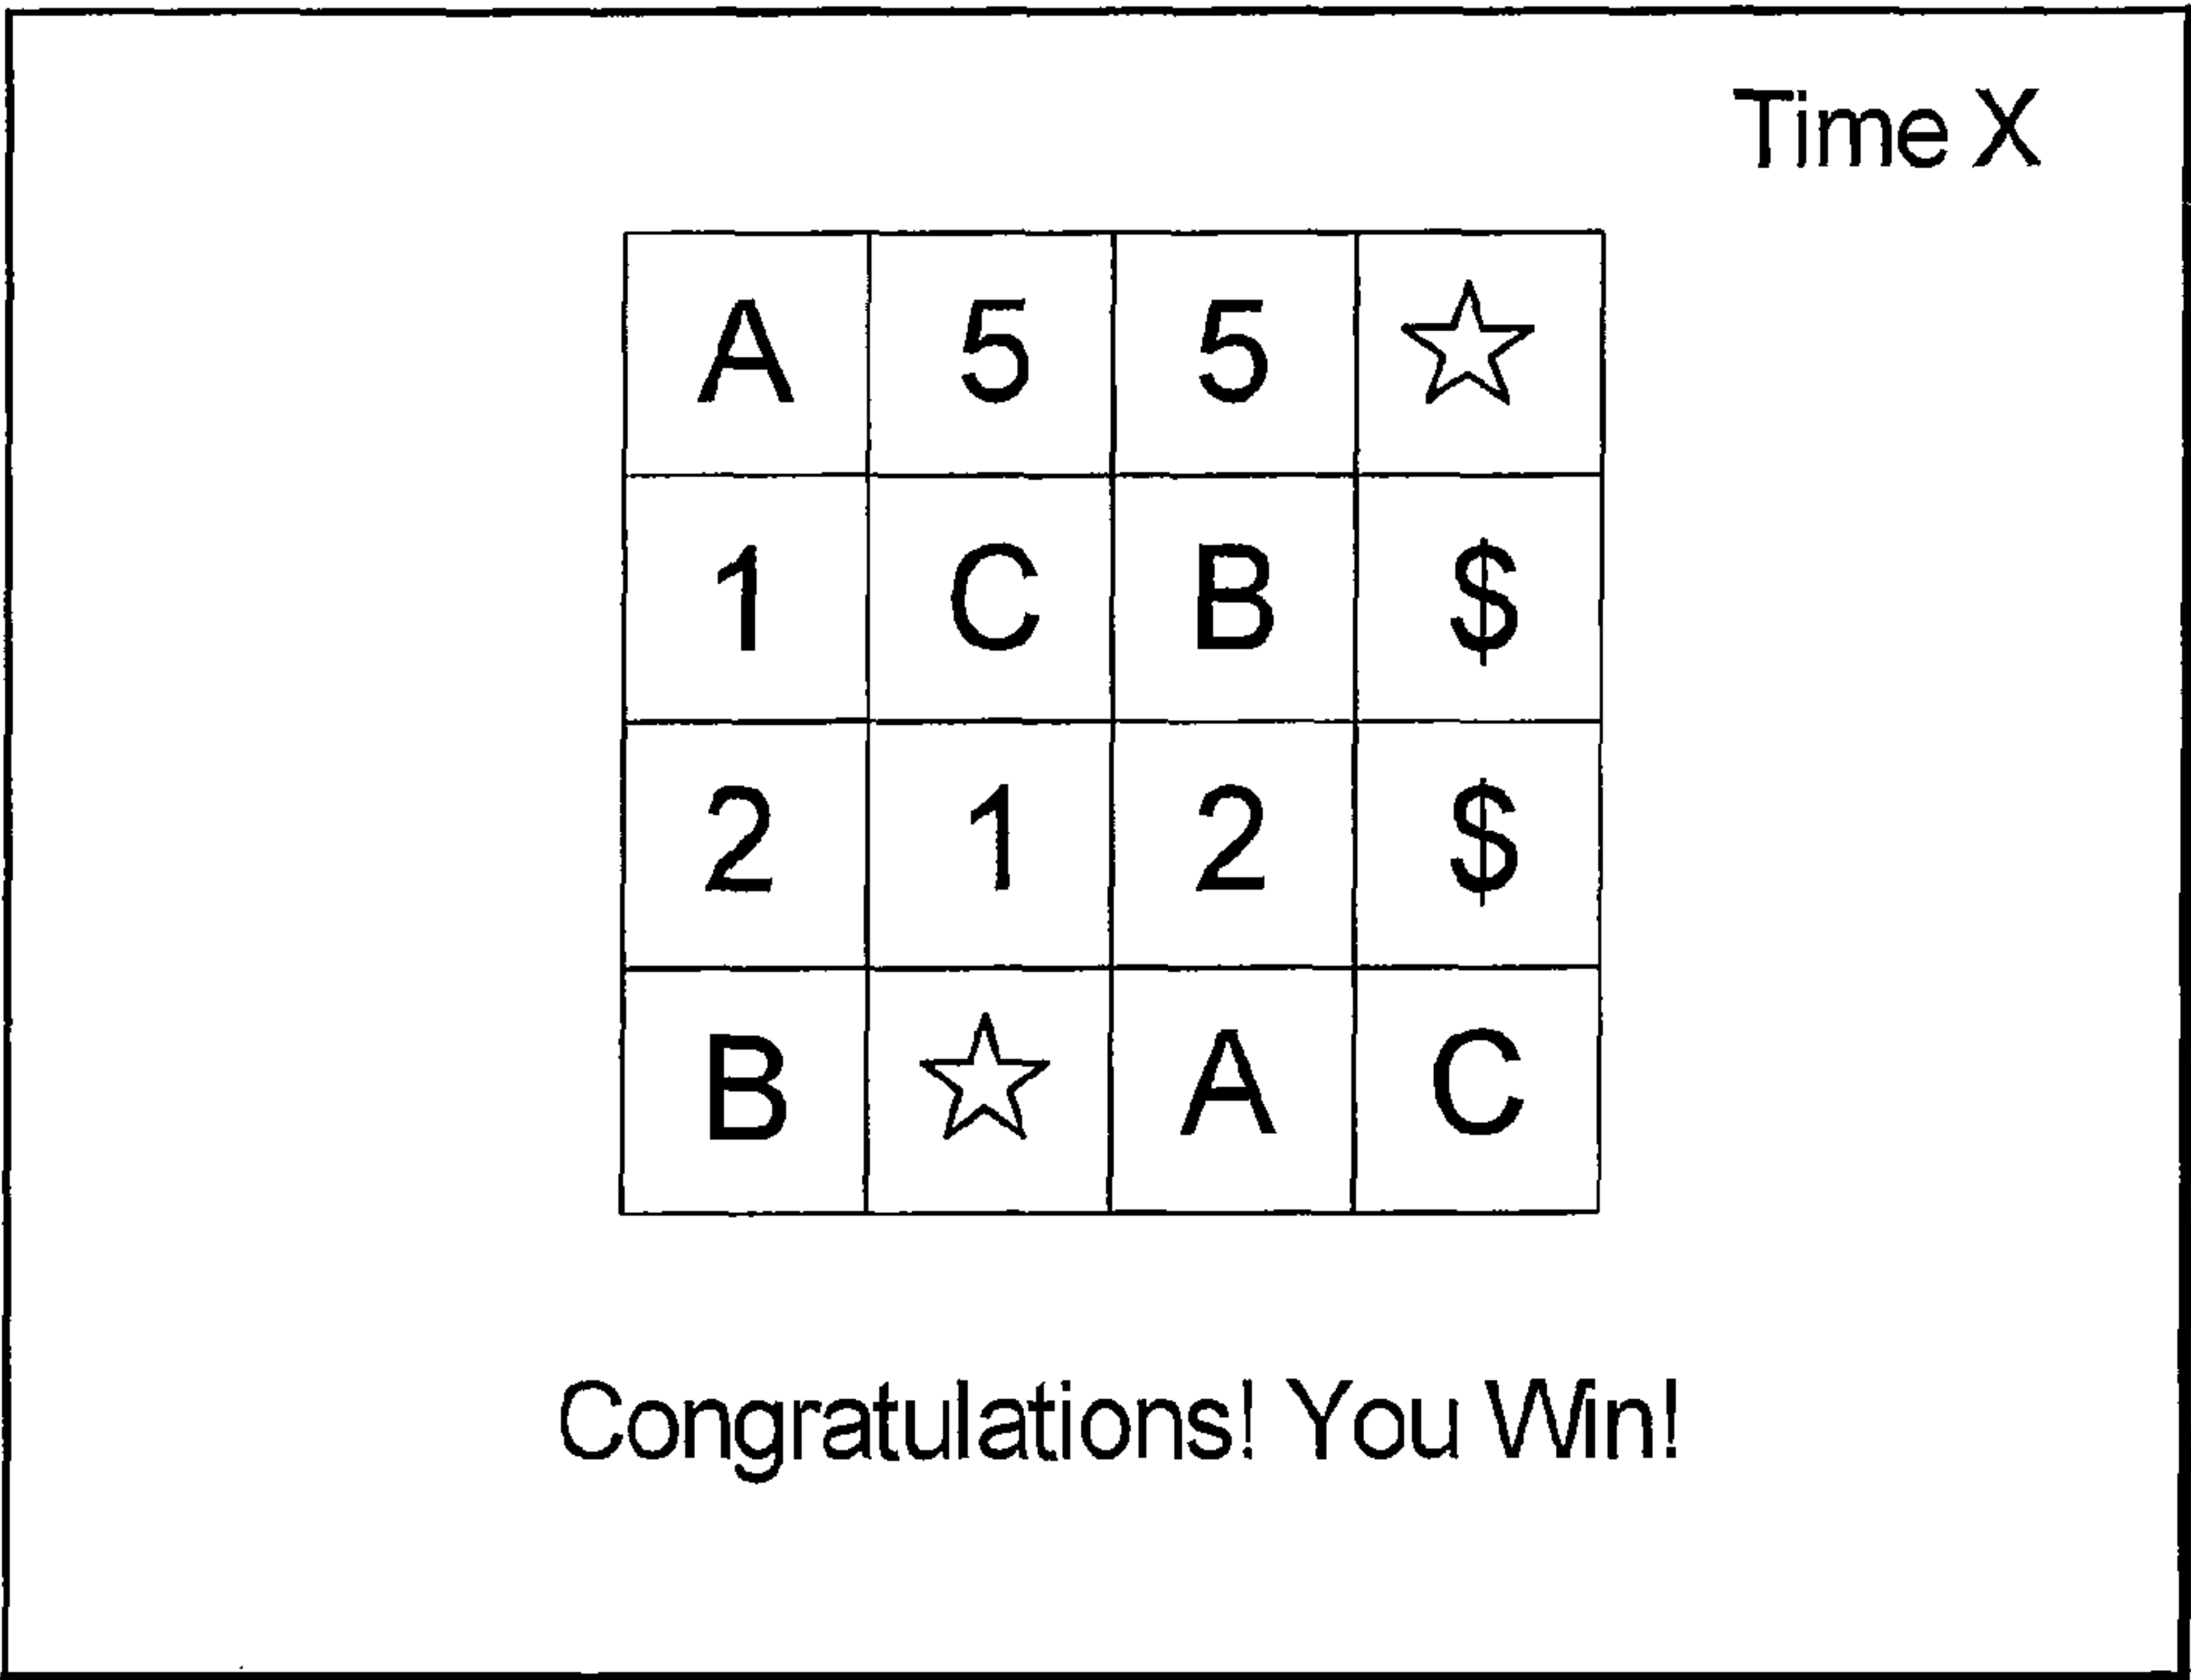 Time X
A 5 5 ☆
1 C B $
2 1 2 $
B ☆ A C
Congratulations! You Win!